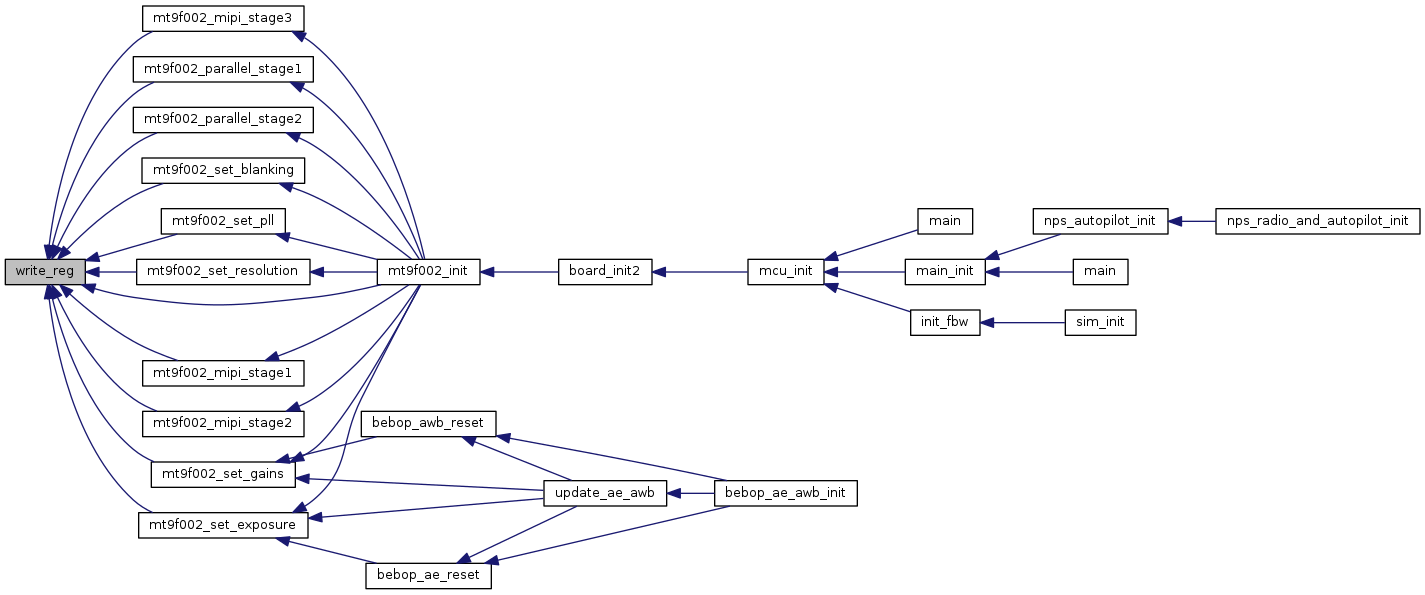 mt9f002_mipi_stage3
mt9f002_parallel_stage1
mt9f002_parallel_stage2
mt9f002_set_blanking
mt9f002_set_pll
main
nps_autopilot_init
nps_radio_and_autopilot_init
write_reg
mt9f002_set_resolution
mt9f002_init
board_init2
mcu_init
main_init
main
init_fbw
sim_init
mt9f002_mipi_stage1
mt9f002_mipi_stage2
bebop_awb_reset
mt9f002_set_gains
update_ae_awb
bebop_ae_awb_init
mt9f002_set_exposure
bebop_ae_reset